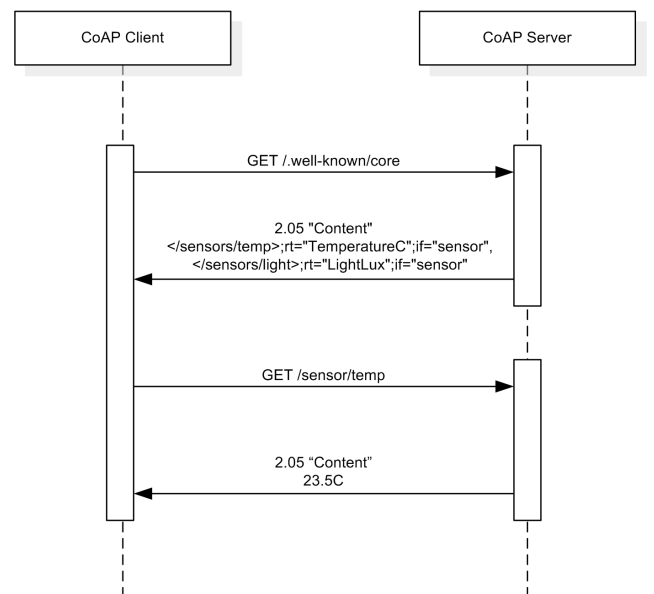 CoAP Client
CoAP Server
GET /.well-known/core
2.05 "Content"
</sensors/temp>;rt="TemperatureC";if="sensor",
</sensors/light>;rt="LightLux";if="sensor"
GET /sensor/temp
2.05 “Content”
23.5C